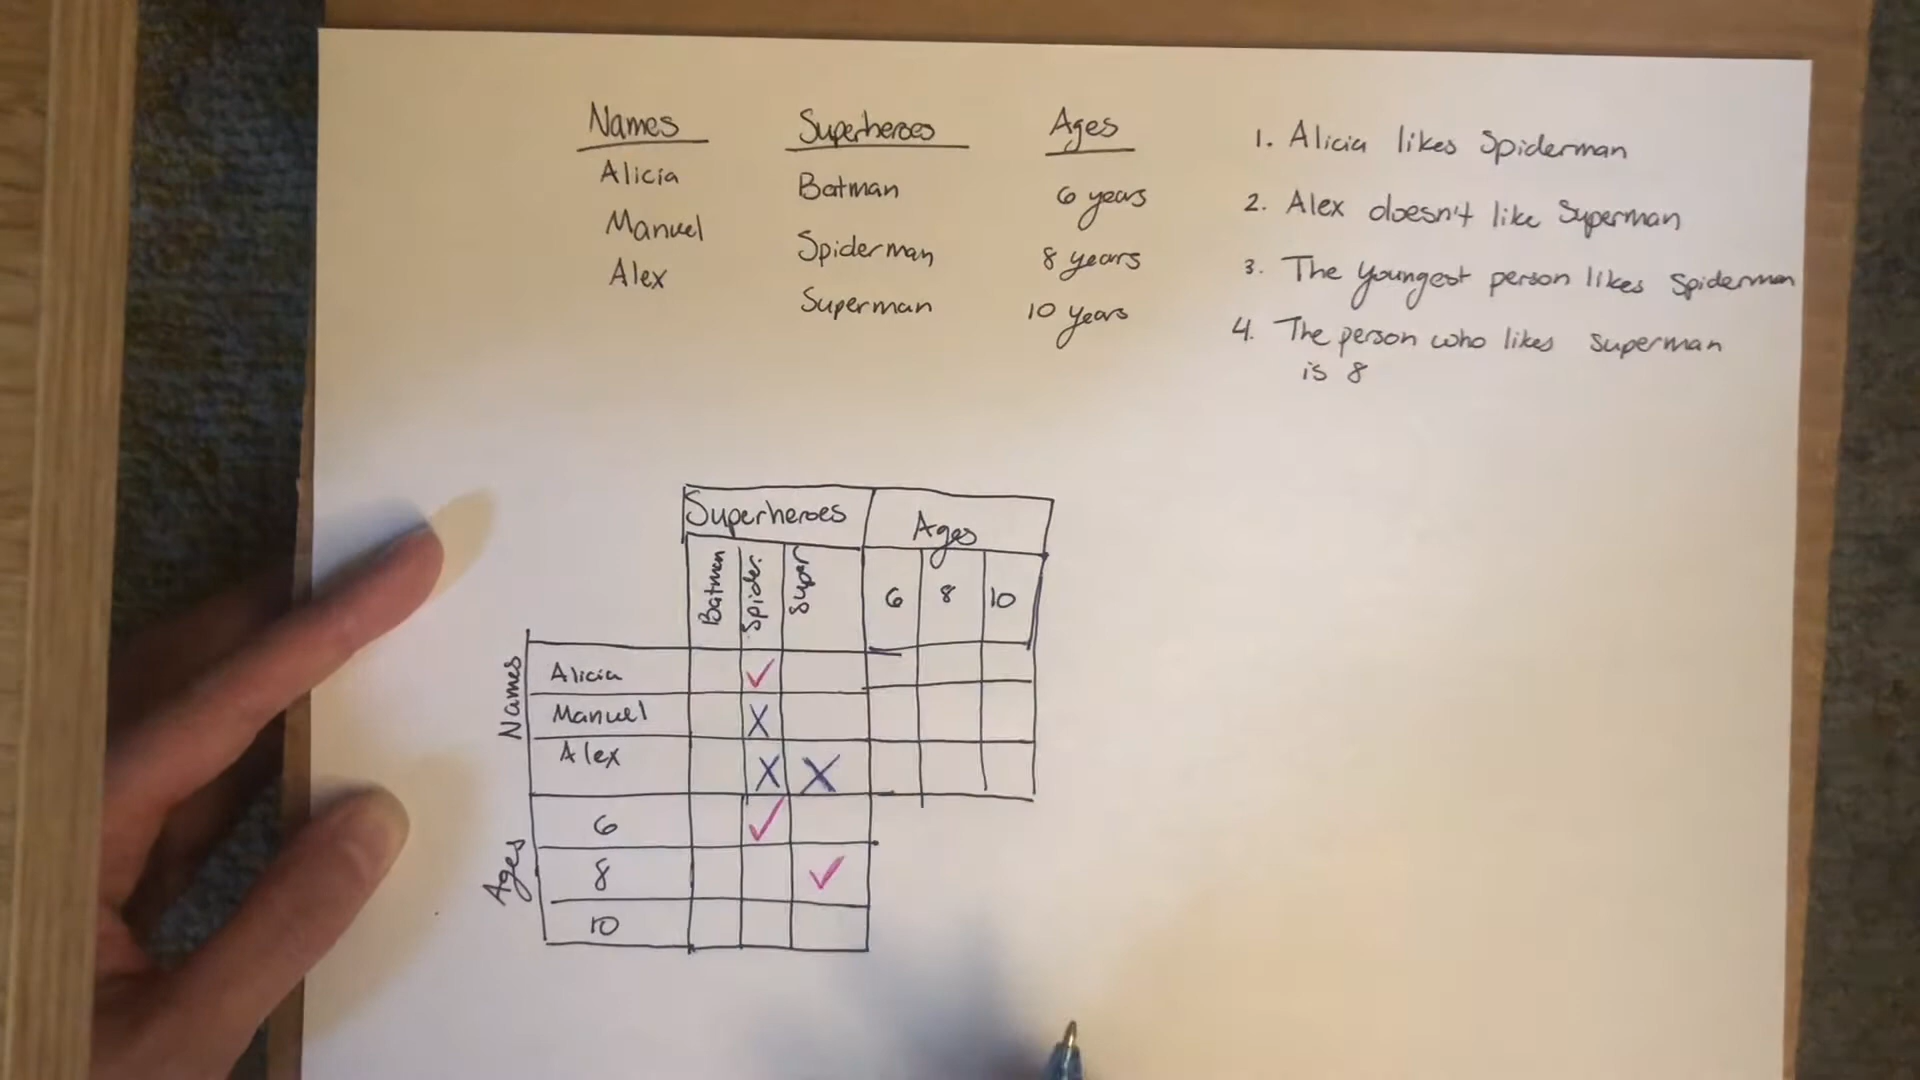 Names
Alicia
Manuel
Alex
Superheroes
Batman
Spiderman
Superman
Ages
6 years
8 years
10 years
1. Alicia likes Spiderman
2. Alex doesn't like Superman
3. The youngest person likes Spiderman
4. The person who likes Superman
is 8
Superheroes Ages
Batman Spider. Super 6 8 10
Names
Alicia ✓
Manuel X
Alex X X
Ages
6 ✓
8 ✓
10